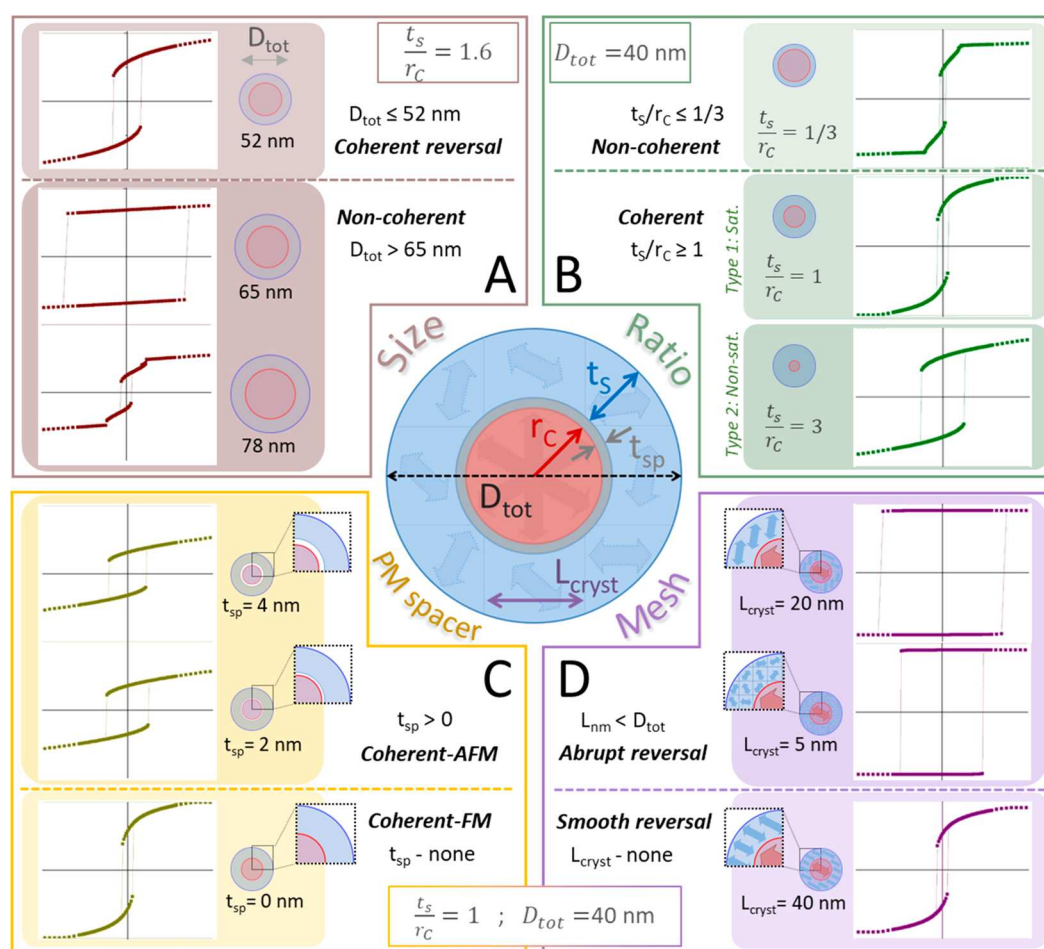 D_tot
52 nm
t_s/r_C = 1.6
D_tot ≤ 52 nm
Coherent reversal
Non-coherent
D_tot > 65 nm
65 nm
78 nm
A
D_tot = 40 nm
t_S/r_C ≤ 1/3
Non-coherent
t_s/r_C = 1/3
Coherent
t_S/r_C ≥ 1
Type 1: Sat.
t_s/r_C = 1
Type 2: Non-sat.
t_s/r_C = 3
B
Size
Ratio
t_S
r_C
t_sp
D_tot
L_cryst
PM spacer
Mesh
t_sp= 4 nm
t_sp= 2 nm
C
t_sp > 0
Coherent-AFM
Coherent-FM
t_sp - none
t_sp= 0 nm
D
L_nm < D_tot
Abrupt reversal
L_cryst= 20 nm
L_cryst= 5 nm
Smooth reversal
L_cryst - none
L_cryst= 40 nm
t_s/r_C = 1 ; D_tot = 40 nm